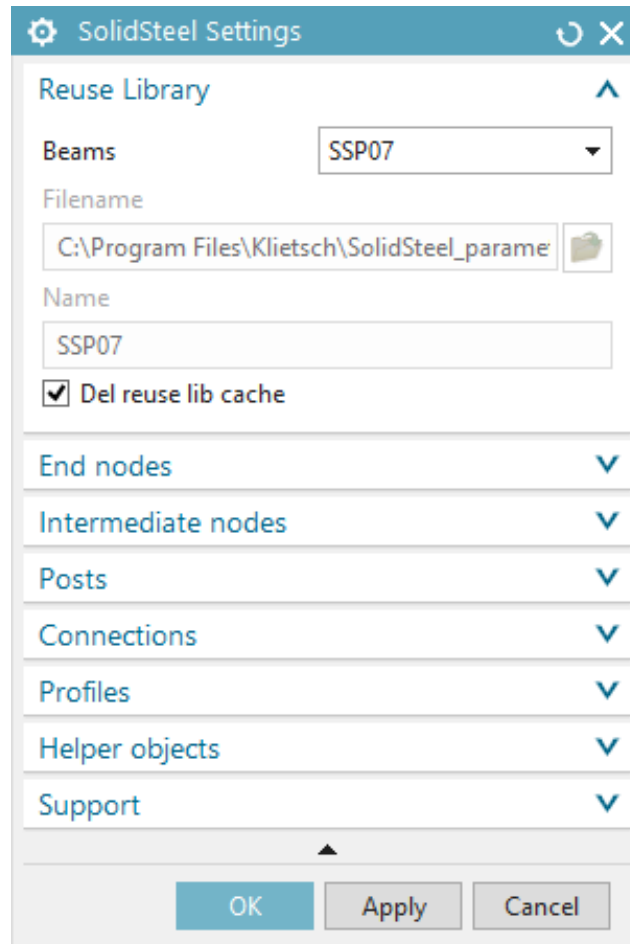 SolidSteel Settings
Reuse Library
Beams SSP07
Filename
C:\Program Files\Klietsch\SolidSteel_parame
Name
SSP07
Del reuse lib cache
End nodes
Intermediate nodes
Posts
Connections
Profiles
Helper objects
Support
OK Apply Cancel